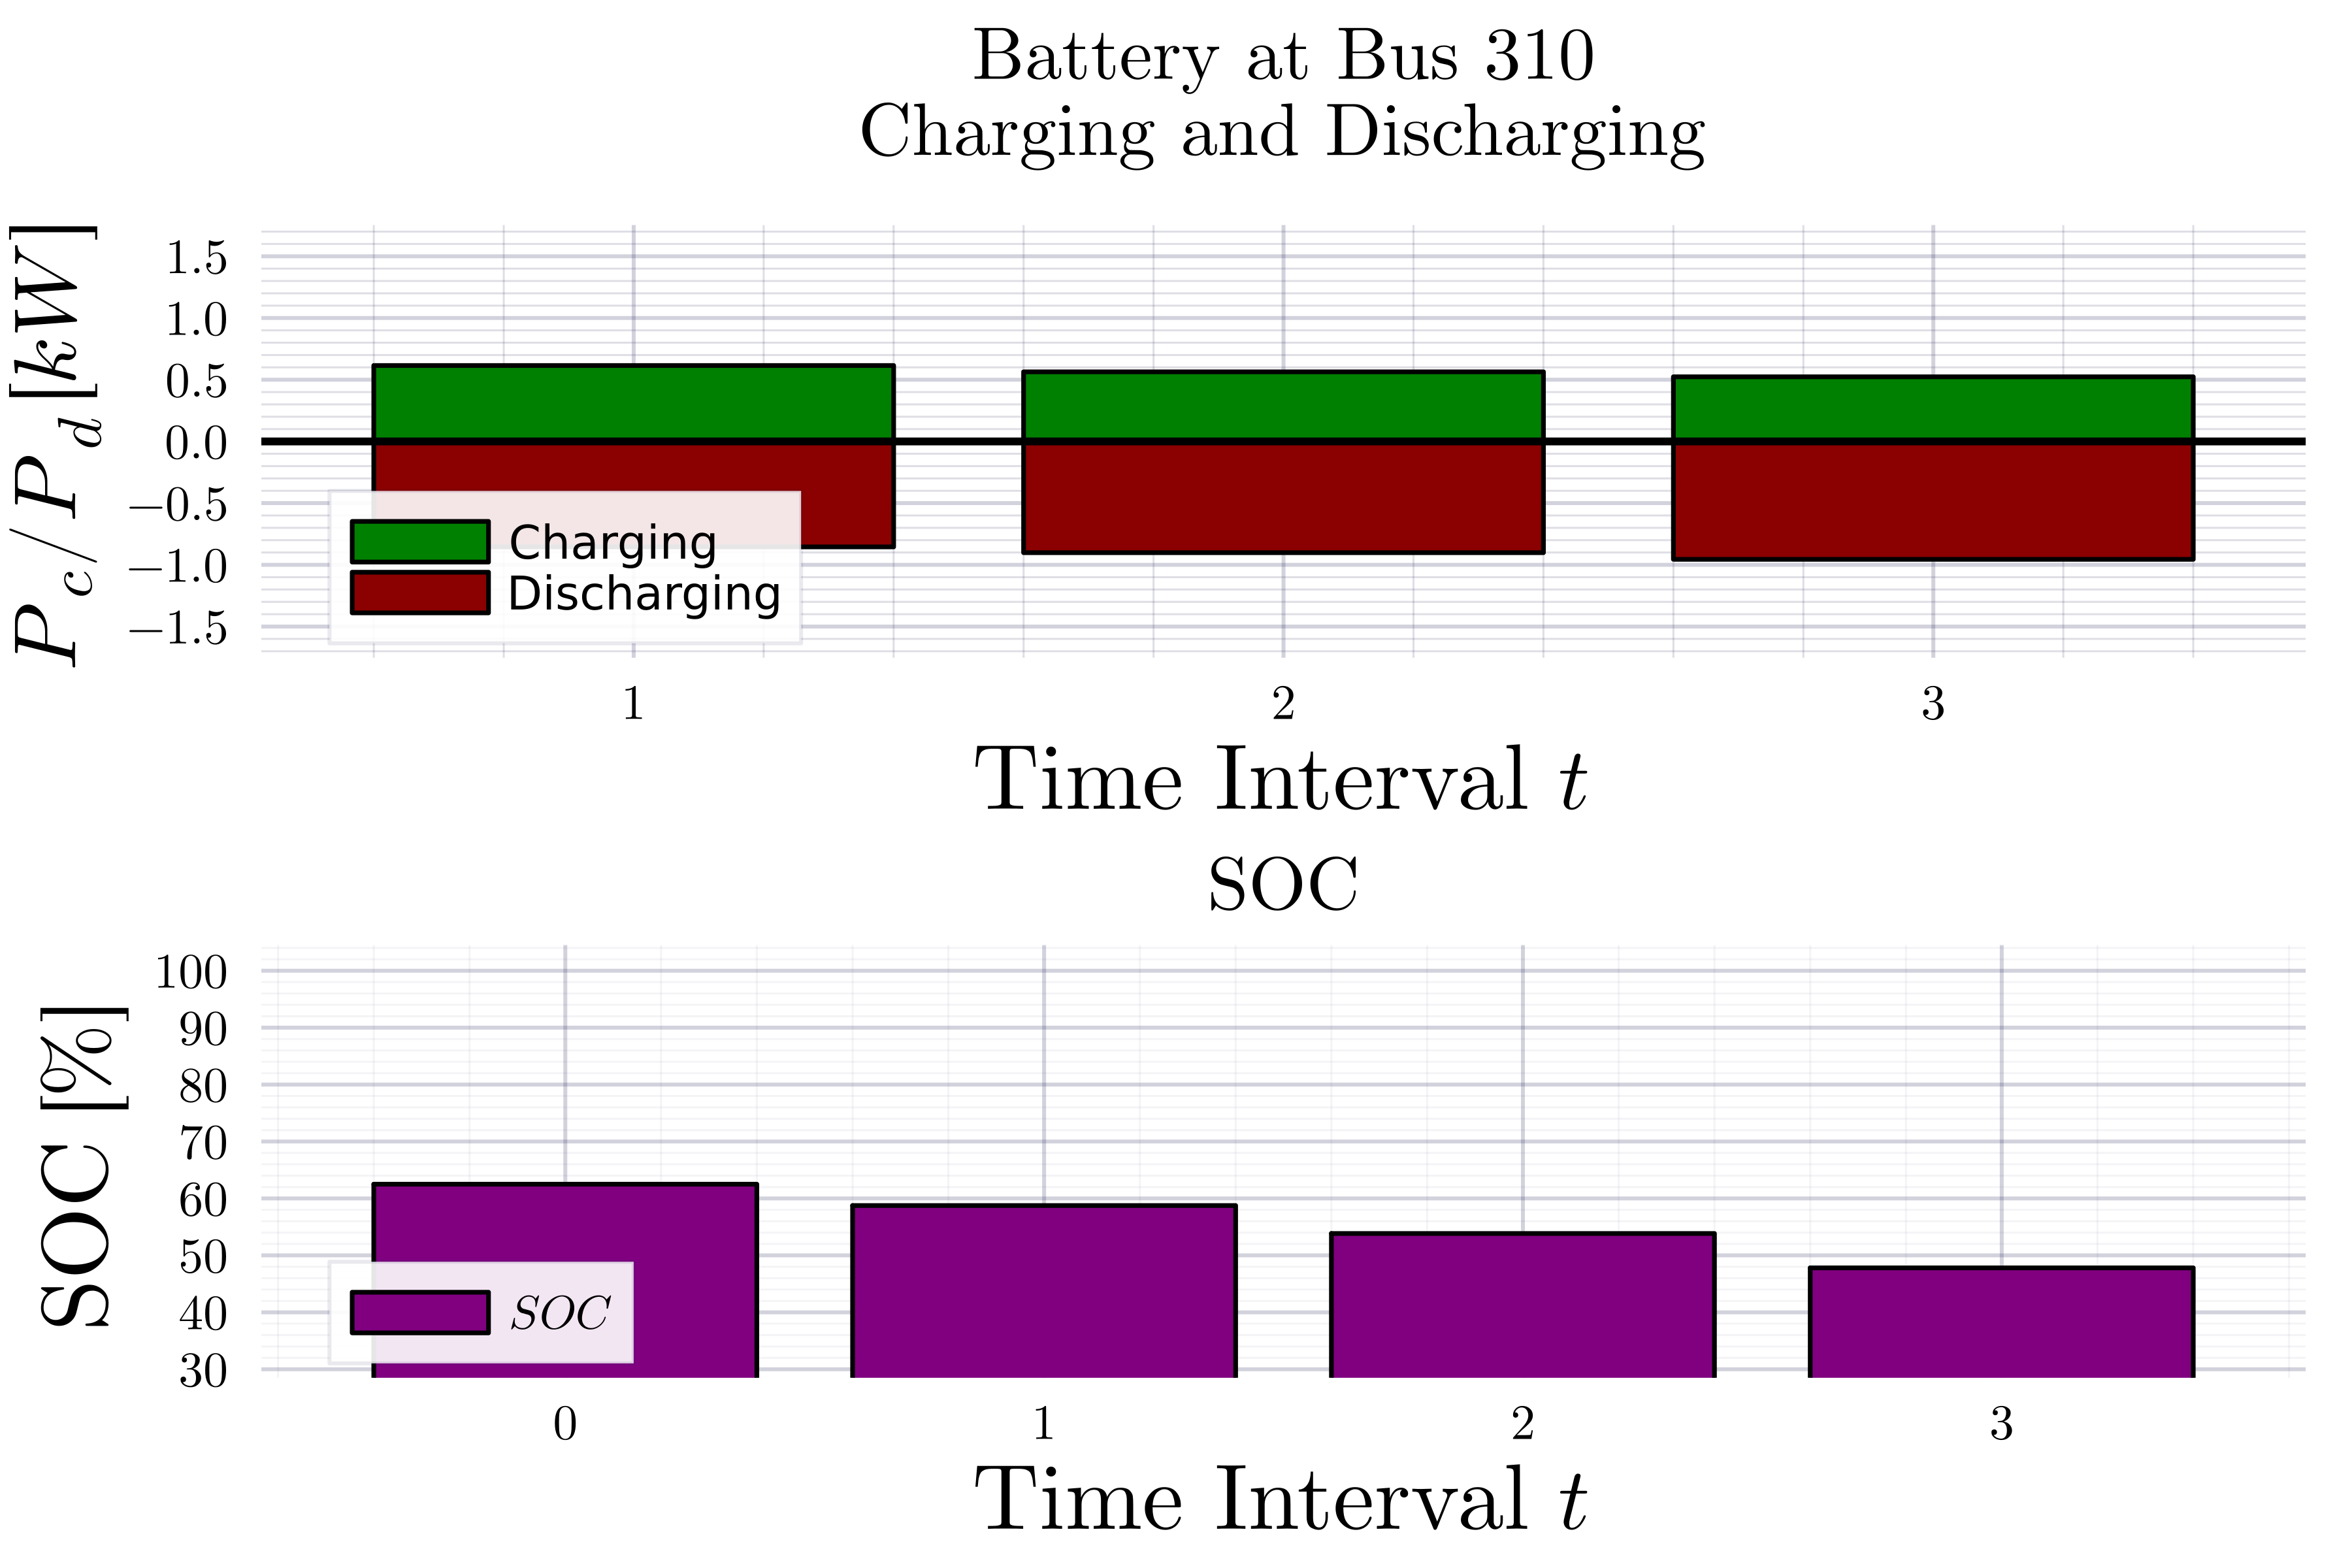 Battery at Bus 310
Charging and Discharging
P_c / P_d [kW]
1.5
1.0
0.5
0.0
−0.5
−1.0
−1.5
Charging
Discharging
1 2 3
Time Interval t
SOC
SOC [%]
100
90
80
70
60
50
40
30
SOC
0 1 2 3
Time Interval t